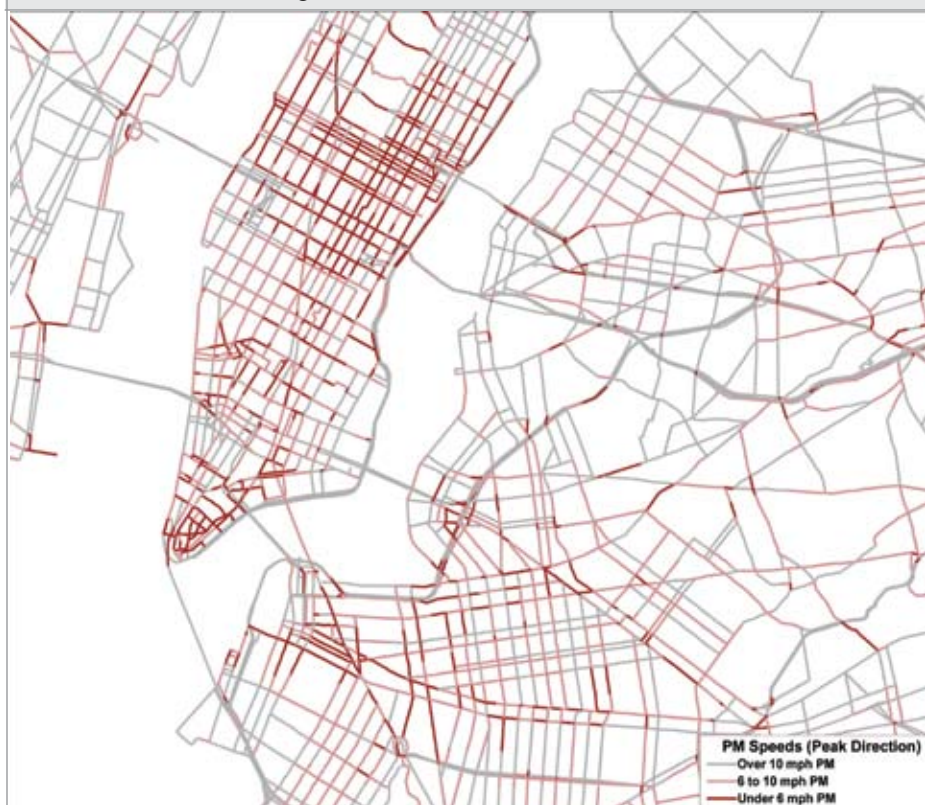 PM Speeds (Peak Direction)
Over 10 mph PM
6 to 10 mph PM
Under 6 mph PM